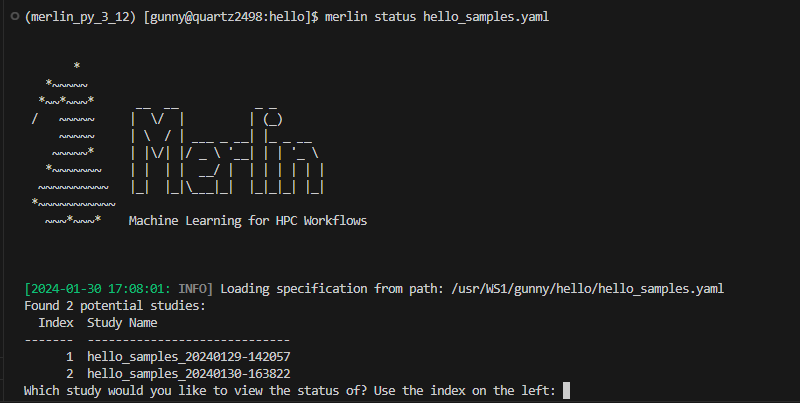 (merlin_py_3_12) [gunny@quartz2498:hello]$ merlin status hello_samples.yaml
Merlin
Machine Learning for HPC Workflows
[2024-01-30 17:08:01: INFO] Loading specification from path: /usr/WS1/gunny/hello/hello_samples.yaml
Found 2 potential studies:
Index  Study Name
-------  -----------------------------
1  hello_samples_20240129-142057
2  hello_samples_20240130-163822
Which study would you like to view the status of? Use the index on the left: